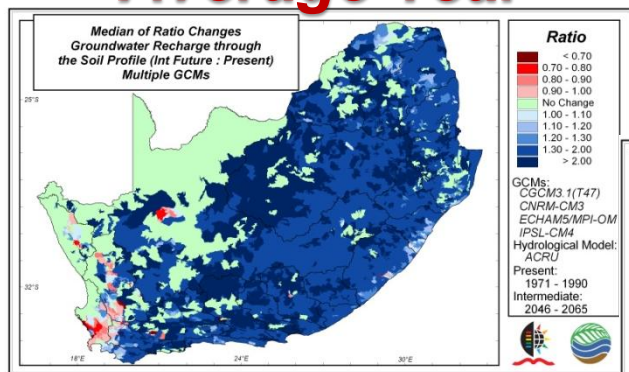 Average Year
Median of Ratio Changes
Groundwater Recharge through
the Soil Profile (Int Future : Present)
Multiple GCMs
25°S
32°S
16°E
24°E
30°E
Ratio
< 0.70
0.70 - 0.80
0.80 - 0.90
0.90 - 1.00
No Change
1.00 - 1.10
1.10 - 1.20
1.20 - 1.30
1.30 - 2.00
> 2.00
GCMs:
CGCM3.1(T47)
CNRM-CM3
ECHAM5/MPI-OM
IPSL-CM4
Hydrological Model:
ACRU
Present:
1971 - 1990
Intermediate:
2046 - 2065